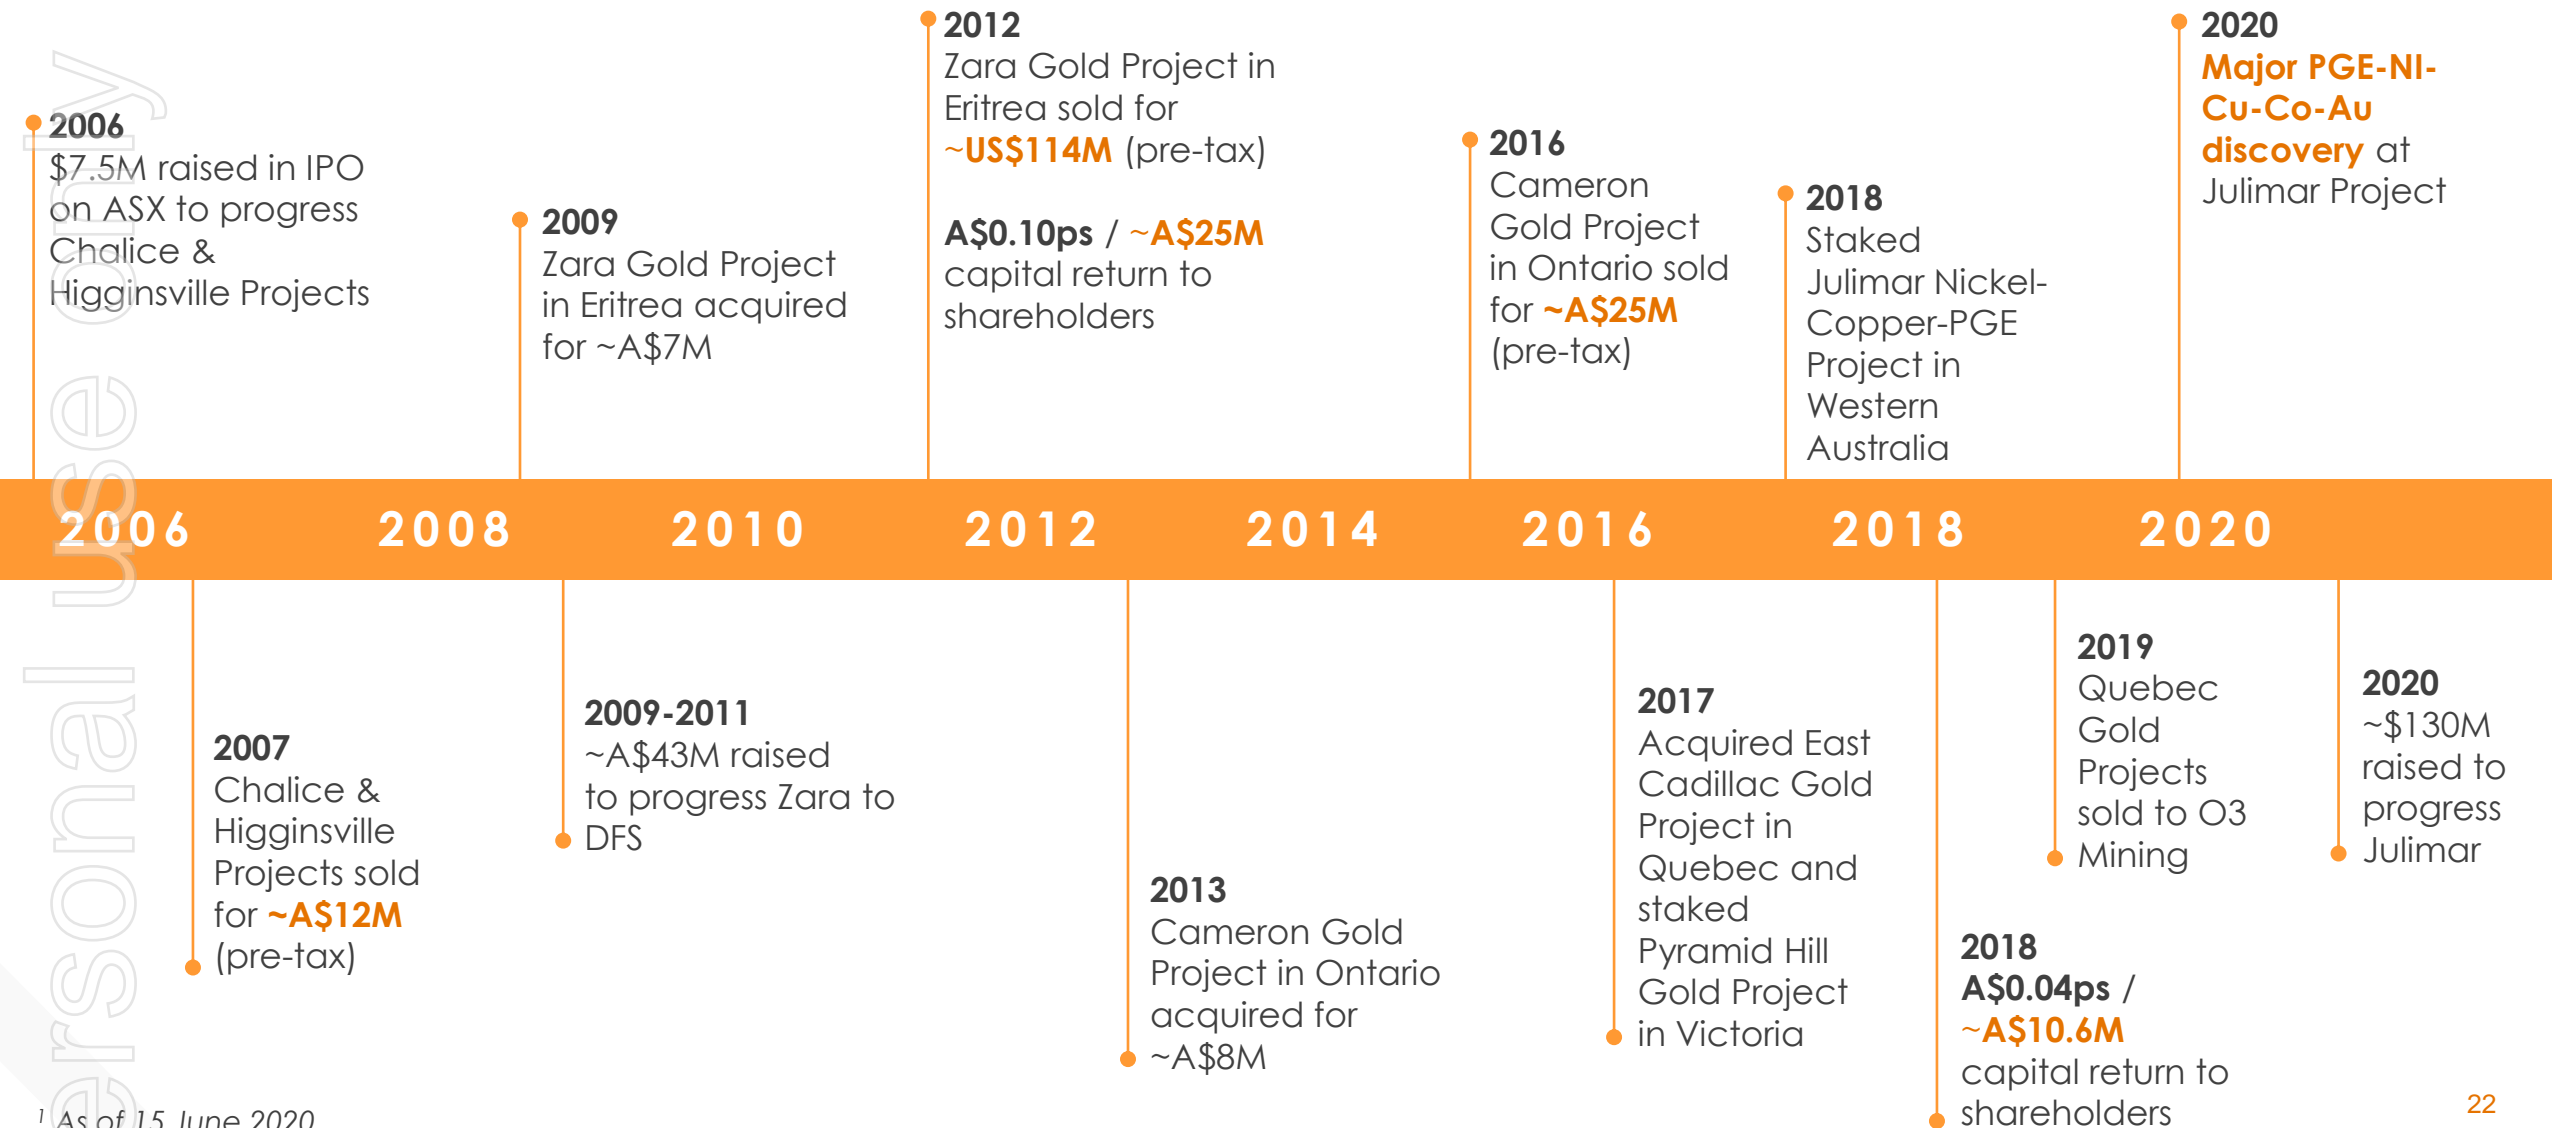 2006
$7.5M raised in IPO
on ASX to progress
Chalice &
Higginsville Projects
2009
Zara Gold Project
in Eritrea acquired
for ~A$7M
2012
Zara Gold Project in
Eritrea sold for
~US$114M (pre-tax)
A$0.10ps / ~A$25M
capital return to
shareholders
2016
Cameron
Gold Project
in Ontario sold
for ~A$25M
(pre-tax)
2018
Staked
Julimar Nickel-
Copper-PGE
Project in
Western
Australia
2020
Major PGE-NI-
Cu-Co-Au
discovery at
Julimar Project
2006 2008 2010 2012 2014 2016 2018 2020
2007
Chalice &
Higginsville
Projects sold
for ~A$12M
(pre-tax)
2009-2011
~A$43M raised
to progress Zara to
DFS
2013
Cameron Gold
Project in Ontario
acquired for
~A$8M
2017
Acquired East
Cadillac Gold
Project in
Quebec and
staked
Pyramid Hill
Gold Project
in Victoria
2018
A$0.04ps /
~A$10.6M
capital return to
shareholders
2019
Quebec
Gold
Projects
sold to O3
Mining
2020
~$130M
raised to
progress
Julimar
1 As of 15 June 2020
22
ersonal use only